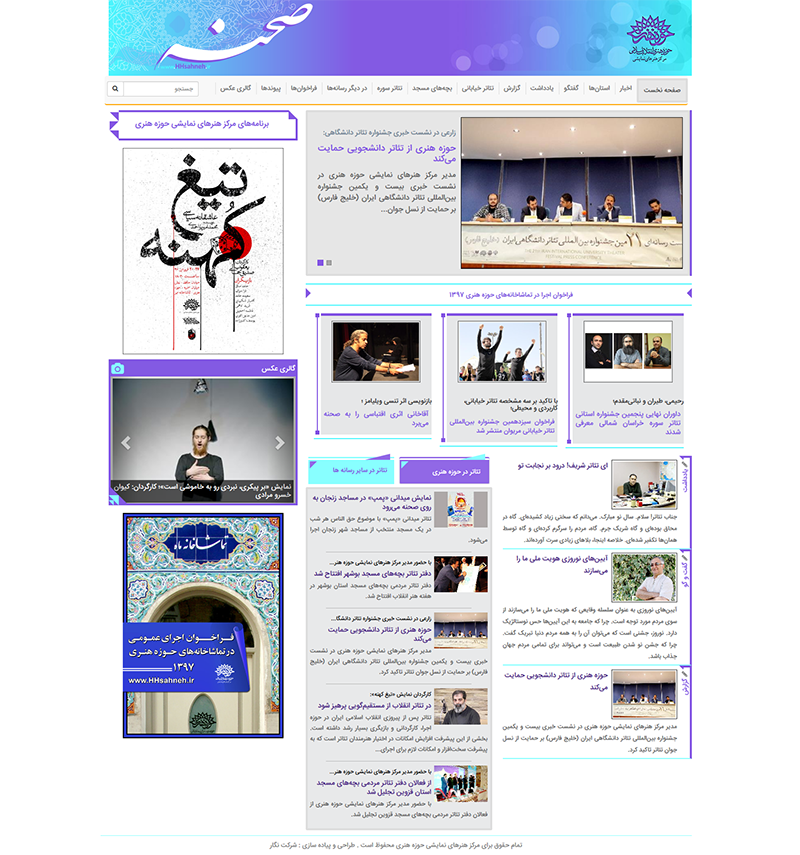 صحنه
HHsahneh
حوزه هنری انقلاب اسلامی
مرکز هنرهای نمایشی
صفحه نخست
اخبار
استان‌ها
گفتگو
یادداشت
گزارش
تئاتر خیابانی
بچه‌های مسجد
تئاتر سوره
در دیگر رسانه‌ها
فراخوان‌ها
پیوندها
گالری عکس
جستجو
زارعی در نشست خبری جشنواره تئاتر دانشگاهی:
حوزه هنری از تئاتر دانشجویی حمایت
می‌کند
مدیر مرکز هنرهای نمایشی حوزه هنری در
نشست خبری بیست و یکمین جشنواره
بین‌المللی تئاتر دانشگاهی ایران (خلیج فارس)
بر حمایت از نسل جوان...
برنامه‌های مرکز هنرهای نمایشی حوزه هنری
تیغ
کهنه
فراخوان اجرا در تماشاخانه‌های حوزه هنری ۱۳۹۷
رحیمی، طیران و نباتی‌مقدم؛
داوران نهایی پنجمین جشنواره استانی
تئاتر سوره خراسان شمالی معرفی
شدند
با تاکید بر سه مشخصه تئاتر خیابانی،
کاربردی و محیطی؛
فراخوان سیزدهمین جشنواره بین‌المللی
تئاتر خیابانی مریوان منتشر شد
بازنویسی اثر تنسی ویلیامز ؛
آقاخانی اثری اقتباسی را به صحنه
می‌برد
گالری عکس
نمایش «بر پیکری، نبردی رو به خاموشی است»؛ کارگردان: کیوان
خسرو مرادی
یادداشت
ای تئاتر شریف! درود بر نجابت تو
جناب تئاتر! سلام. سال نو مبارک. می‌دانم که سختی زیاد کشیده‌ای. گاه در
محاق بوده‌ای و گاه شریک جرم. گاه، مردم را سرگرم کرده‌ای و گاه توسط
همان‌ها تکفیر شده‌ای. خلاصه اینجا، بلاهای زیادی سرت آورده‌اند.
گفت و گو
آیین‌های نوروزی هویت ملی ما را
می‌سازند
آیین‌های نوروزی به عنوان سلسله وقایعی که هویت ملی ما را می‌سازند از
سوی مردم مورد توجه است. چرا که جامعه به این آیین‌ها حس نوستالژیک
دارد. نوروز، جشنی است که می‌توان آن را به همه مردم دنیا تبریک گفت.
چرا که جشن نو شدن طبیعت است و می‌تواند برای تمامی مردم جهان
جذاب باشد.
گزارش
حوزه هنری از تئاتر دانشجویی حمایت
می‌کند
مدیر مرکز هنرهای نمایشی حوزه هنری در نشست خبری بیست و یکمین
جشنواره بین‌المللی تئاتر دانشگاهی ایران (خلیج فارس) بر حمایت از نسل
جوان تئاتر تاکید کرد.
تئاتر در حوزه هنری
تئاتر در سایر رسانه ها
نمایش میدانی «پمپ» در مساجد زنجان به
روی صحنه می‌رود
تئاتر میدانی «پمپ» با موضوع حق الناس هر شب
در یک مسجد منتخب از مساجد شهر زنجان اجرا
می‌شود.
با حضور مدیر مرکز هنرهای نمایشی حوزه هنر...
دفتر تئاتر بچه‌های مسجد بوشهر افتتاح شد
دفتر تئاتر مردمی بچه‌های مسجد استان بوشهر در
هفته هنر انقلاب افتتاح شد.
زارعی در نشست خبری جشنواره تئاتر دانشگا...
حوزه هنری از تئاتر دانشجویی حمایت
می‌کند
مدیر مرکز هنرهای نمایشی حوزه هنری در نشست
خبری بیست و یکمین جشنواره بین‌المللی تئاتر دانشگاهی ایران (خلیج
فارس) بر حمایت از نسل جوان تئاتر تاکید کرد.
کارگردان نمایش «تیغ کهنه»:
در تئاتر انقلاب از مستقیم‌گویی پرهیز شود
تئاتر پس از پیروزی انقلاب اسلامی ایران در حوزه
اجرا، کارگردانی و بازیگری بسیار رشد داشته است.
بخشی از این پیشرفت افزایش امکانات در اختیار هنرمندان تئاتر است که به
پیشرفت سخت‌افزار و امکانات لازم برای اجرای...
با حضور مدیر مرکز هنرهای نمایشی حوزه هنر...
از فعالان دفتر تئاتر مردمی بچه‌های مسجد
استان قزوین تجلیل شد
با حضور مدیر مرکز هنرهای نمایشی حوزه هنری از
فعالان دفتر تئاتر مردمی بچه‌های مسجد قزوین تجلیل شد.
تماشاخانه ماه
فراخوان اجرای عمومی
در تماشاخانه‌های حوزه هنری
۱۳۹۷
www.HHsahneh.ir
تمام حقوق برای مرکز هنرهای نمایشی حوزه هنری محفوظ است . طراحی و پیاده سازی : شرکت نگار